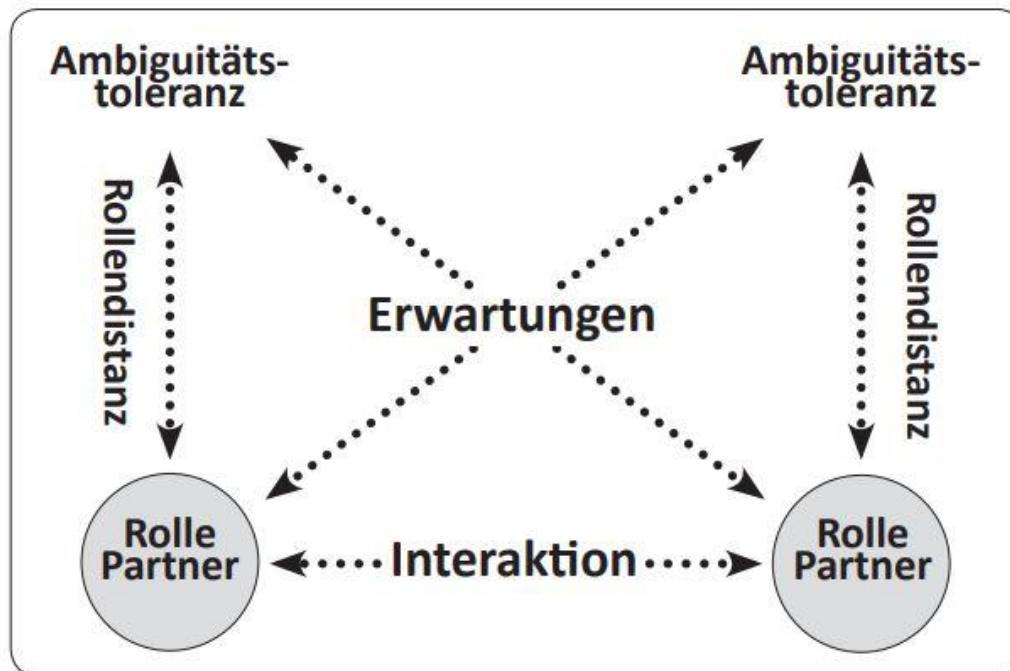 Ambiguitäts-
toleranz
Ambiguitäts-
toleranz
Rollendistanz
Rollendistanz
Erwartungen
Rolle
Partner
Interaktion
Rolle
Partner